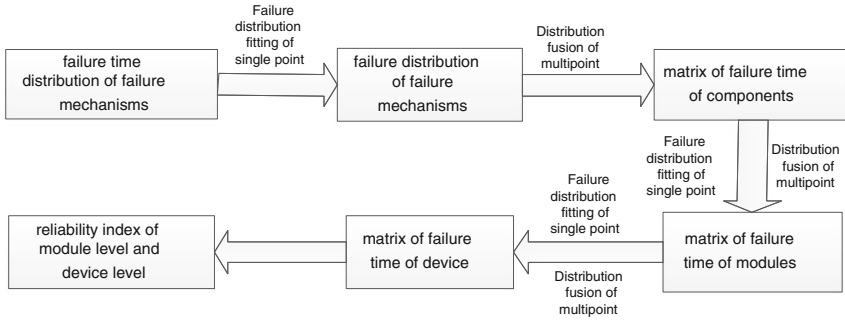 failure time
distribution of failure
mechanisms
Failure
distribution
fitting of
single point
failure distribution
of failure
mechanisms
Distribution
fusion of
multipoint
matrix of failure time
of components
Failure
distribution
fitting of
single point
Distribution
fusion of
multipoint
matrix of failure
time of modules
Failure
distribution
fitting of
single point
Distribution
fusion of
multipoint
matrix of failure
time of device
reliability index of
module level and
device level